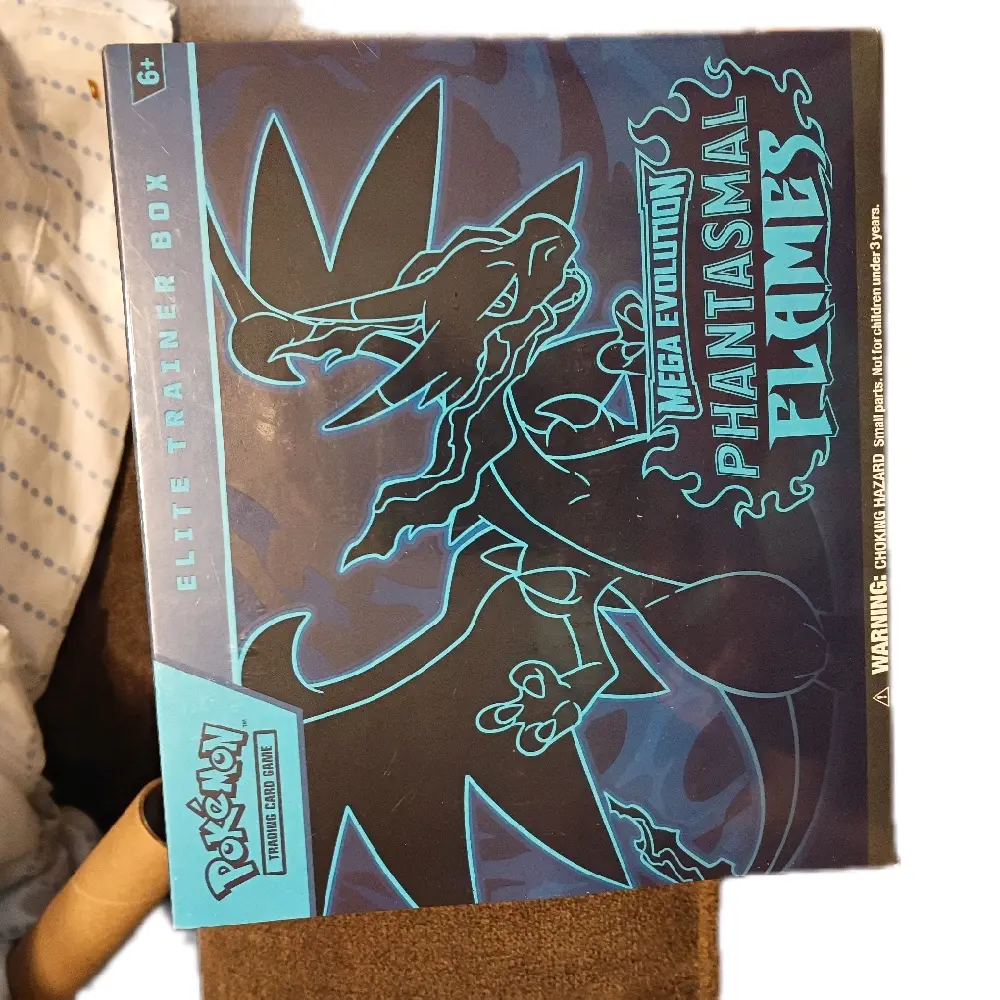 Pokémon™
TRADING CARD GAME
ELITE TRAINER BOX
6+
MEGA EVOLUTION
PHANTASMAL
FLAMES
⚠ WARNING: CHOKING HAZARD Small parts. Not for children under 3 years.